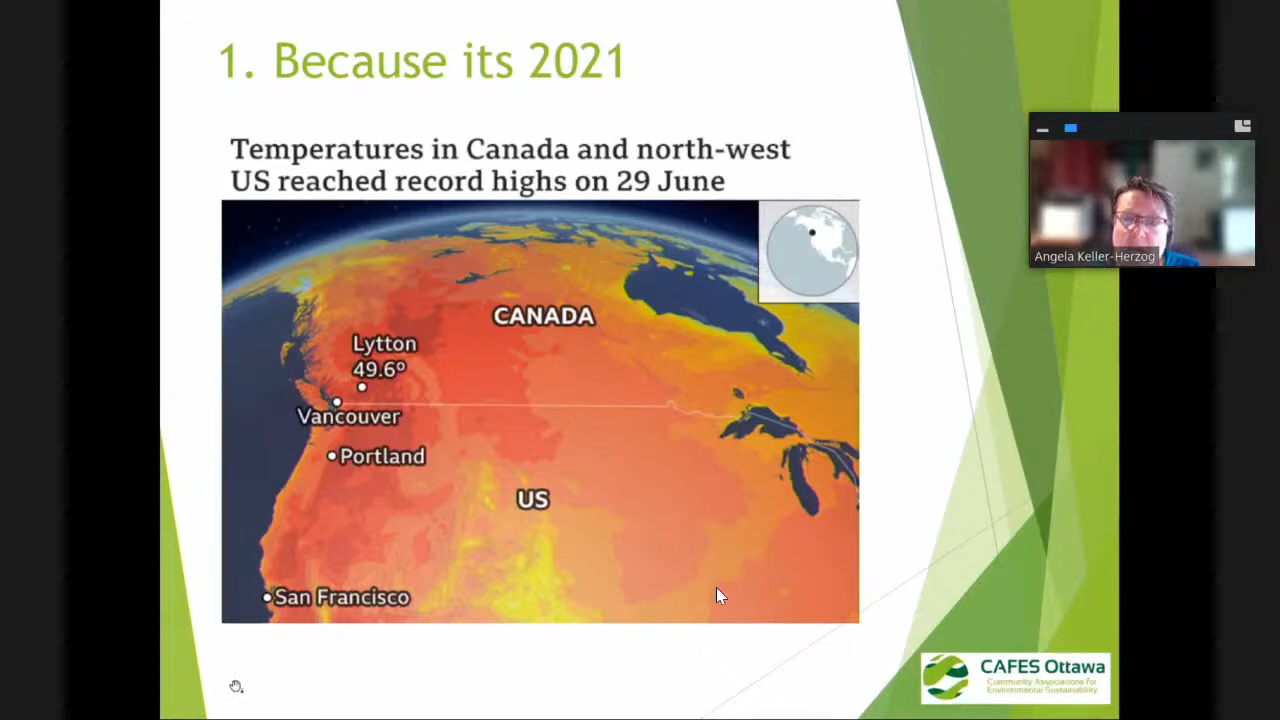 1. Because its 2021
Temperatures in Canada and north-west
US reached record highs on 29 June
CANADA
Lytton
49.6º
Vancouver
Portland
US
San Francisco
Angela Keller-Herzog
CAFES Ottawa
Community Associations for
Environmental Sustainability